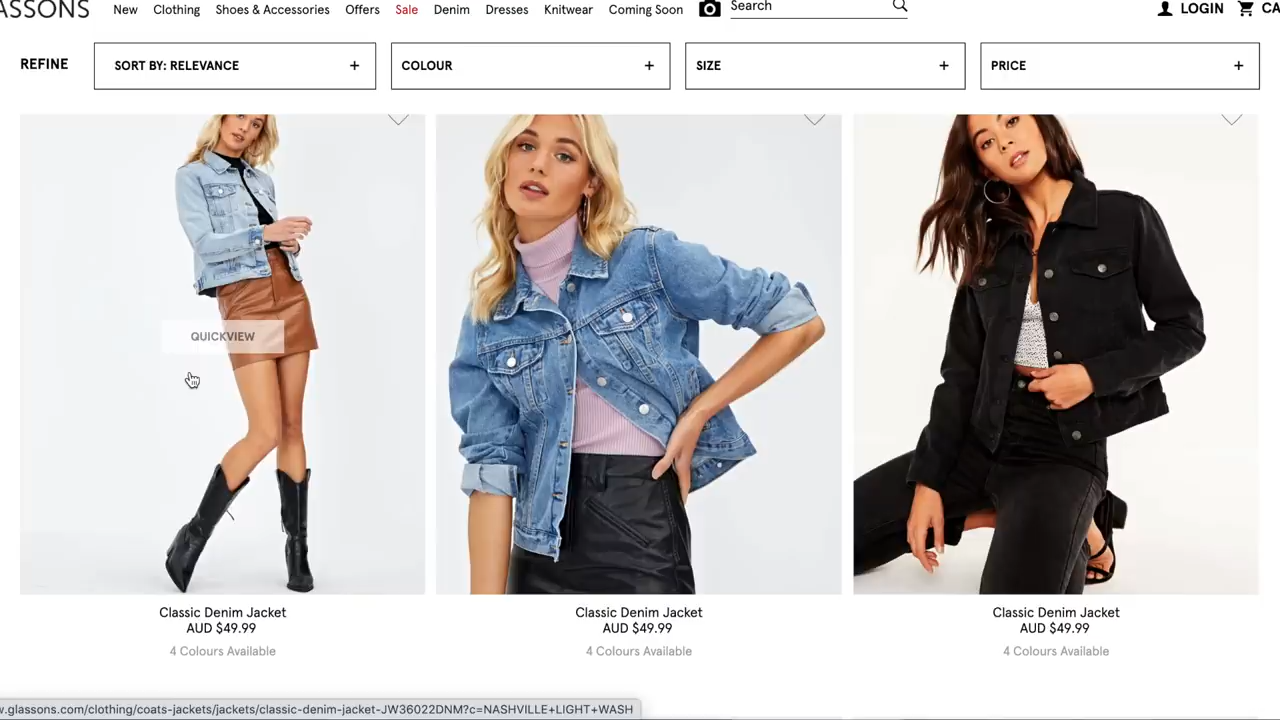 ASSONS
New Clothing Shoes & Accessories Offers Sale Denim Dresses Knitwear Coming Soon Search LOGIN CA
REFINE SORT BY: RELEVANCE + COLOUR + SIZE + PRICE +
QUICKVIEW
Classic Denim Jacket
AUD $49.99
4 Colours Available
Classic Denim Jacket
AUD $49.99
4 Colours Available
Classic Denim Jacket
AUD $49.99
4 Colours Available
w.glassons.com/clothing/coats-jackets/jackets/classic-denim-jacket-JW36022DNM?c=NASHVILLE+LIGHT+WASH